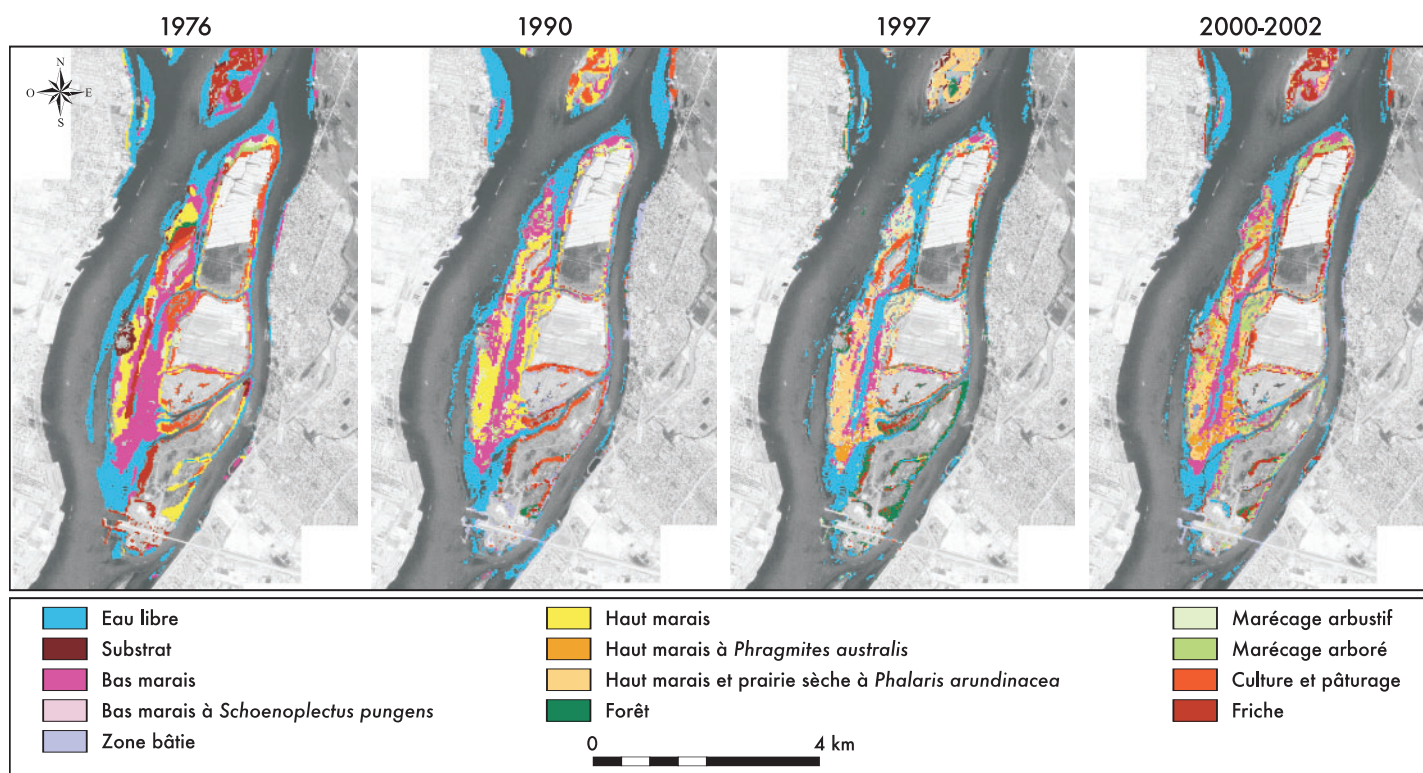 1976
1990
1997
2000-2002
N
O
E
S
Eau libre
Substrat
Bas marais
Bas marais à Schoenoplectus pungens
Zone bâtie
Haut marais
Haut marais à Phragmites australis
Haut marais et prairie sèche à Phalaris arundinacea
Forêt
0 4 km
Marécage arbustif
Marécage arboré
Culture et pâturage
Friche